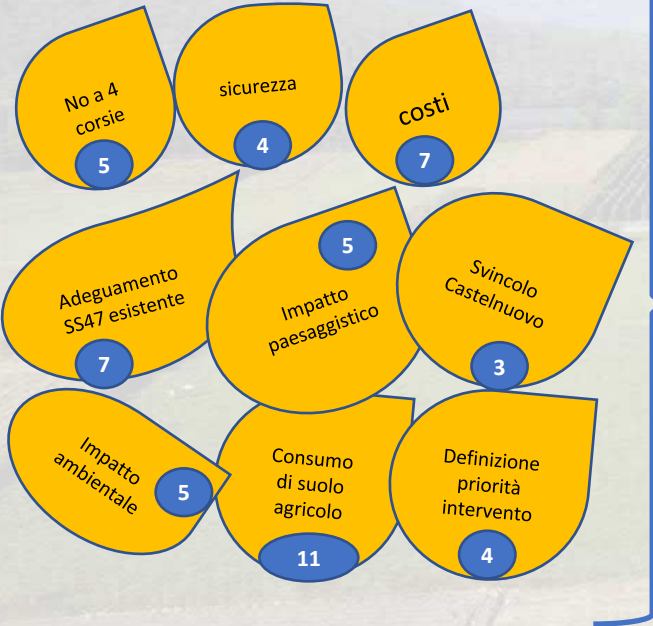 No a 4
corsie
5
sicurezza
4
costi
7
Adeguamento
SS47 esistente
7
5
Impatto
paesaggistico
Svincolo
Castelnuovo
3
Impatto
ambientale
5
Consumo
di suolo
agricolo
11
Definizione
priorità
intervento
4